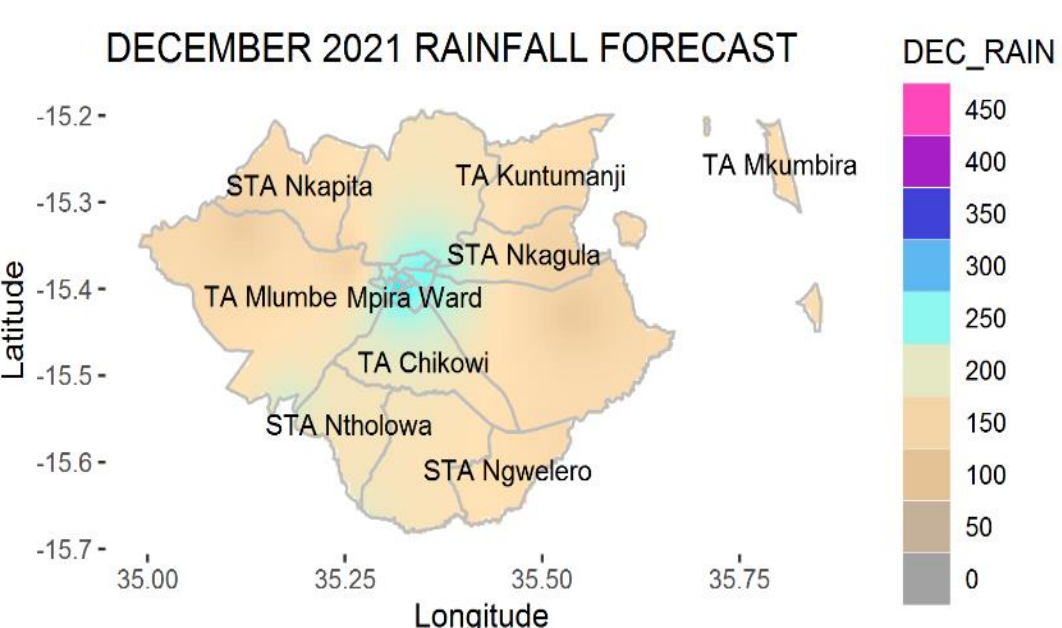 DECEMBER 2021 RAINFALL FORECAST
DEC_RAIN
450
400
350
300
250
200
150
100
50
0
Latitude
-15.2
-15.3
-15.4
-15.5
-15.6
-15.7
STA Nkapita
TA Kuntumanji
TA Mkumbira
STA Nkagula
TA Mlumbe
Mpira Ward
TA Chikowi
STA Ntholowa
STA Ngwelero
35.00
35.25
35.50
35.75
Longitude